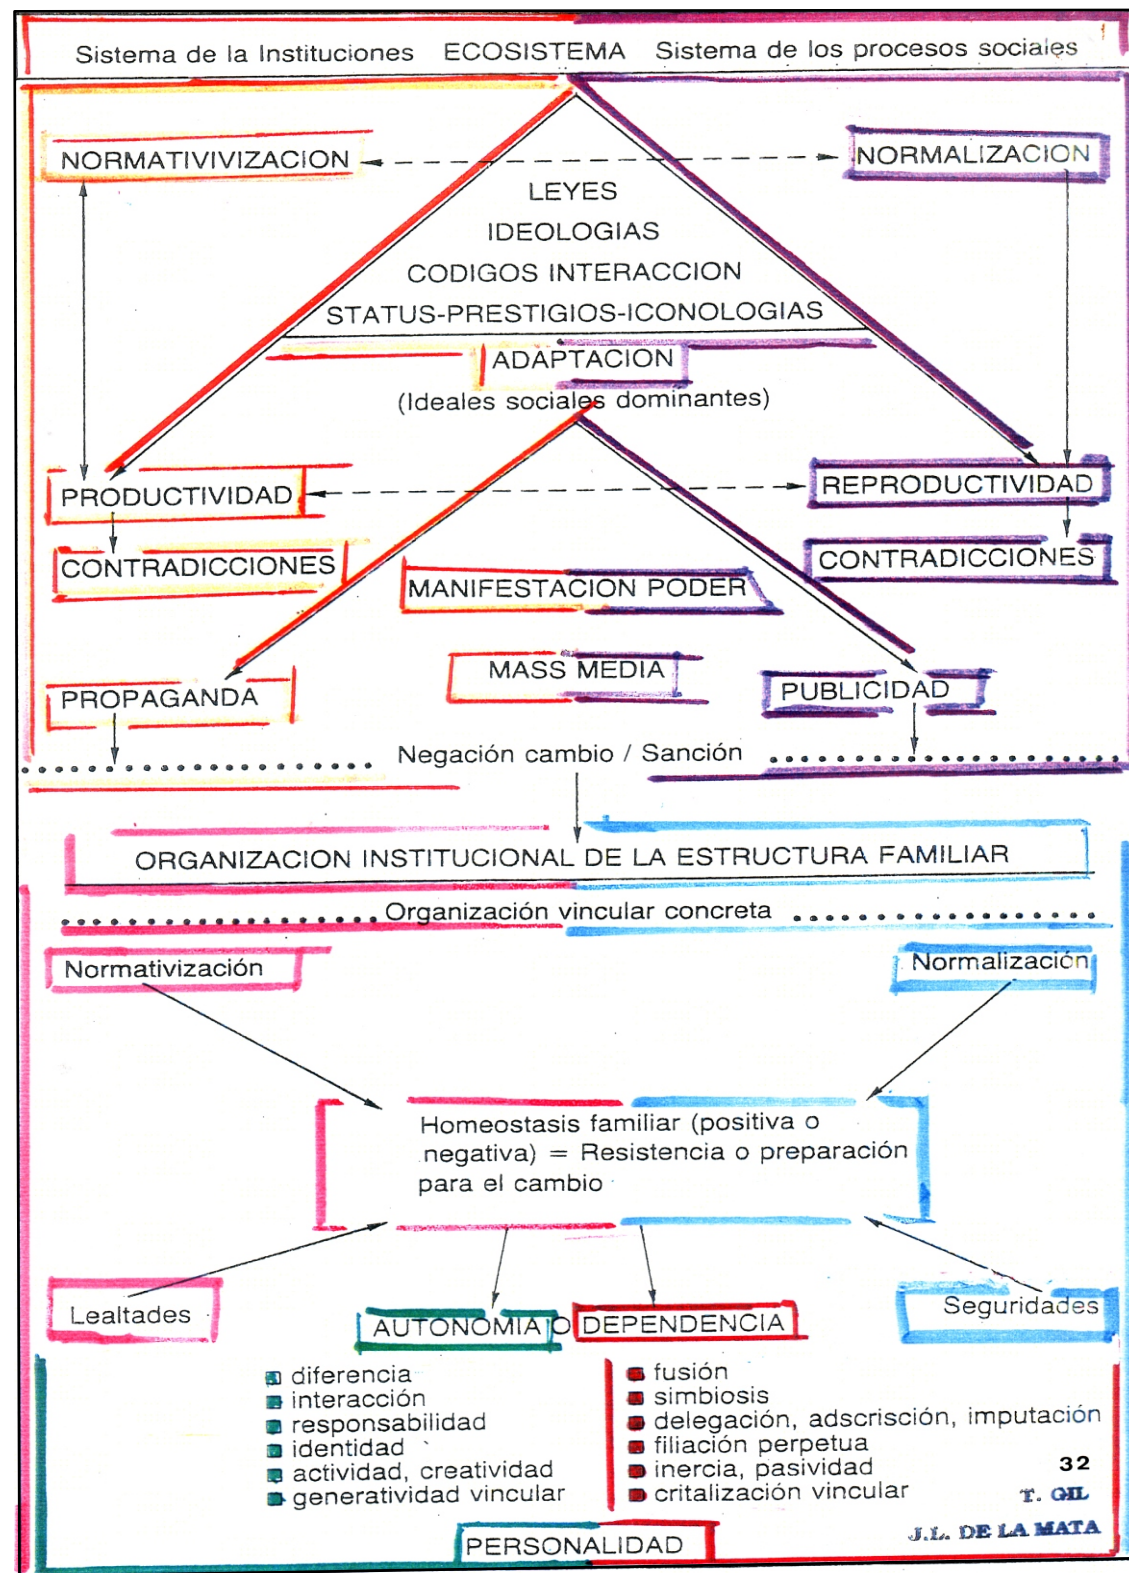 Sistema de la Instituciones ECOSISTEMA Sistema de los procesos sociales
NORMATIVIVIZACION
NORMALIZACION
LEYES
IDEOLOGIAS
CODIGOS INTERACCION
STATUS-PRESTIGIOS-ICONOLOGIAS
ADAPTACION
(Ideales sociales dominantes)
PRODUCTIVIDAD
REPRODUCTIVIDAD
CONTRADICCIONES
CONTRADICCIONES
MANIFESTACION PODER
MASS MEDIA
PROPAGANDA
PUBLICIDAD
Negación cambio / Sanción
ORGANIZACION INSTITUCIONAL DE LA ESTRUCTURA FAMILIAR
Organización vincular concreta
Normativización
Normalización
Homeostasis familiar (positiva o
negativa) = Resistencia o preparación
para el cambio
Lealtades
Seguridades
AUTONOMIA O DEPENDENCIA
diferencia
interacción
responsabilidad
identidad
actividad, creatividad
generatividad vincular
fusión
simbiosis
delegación, adscrisción, imputación
filiación perpetua
inercia, pasividad
critalización vincular
32
T. GIL
J.L. DE LA MATA
PERSONALIDAD